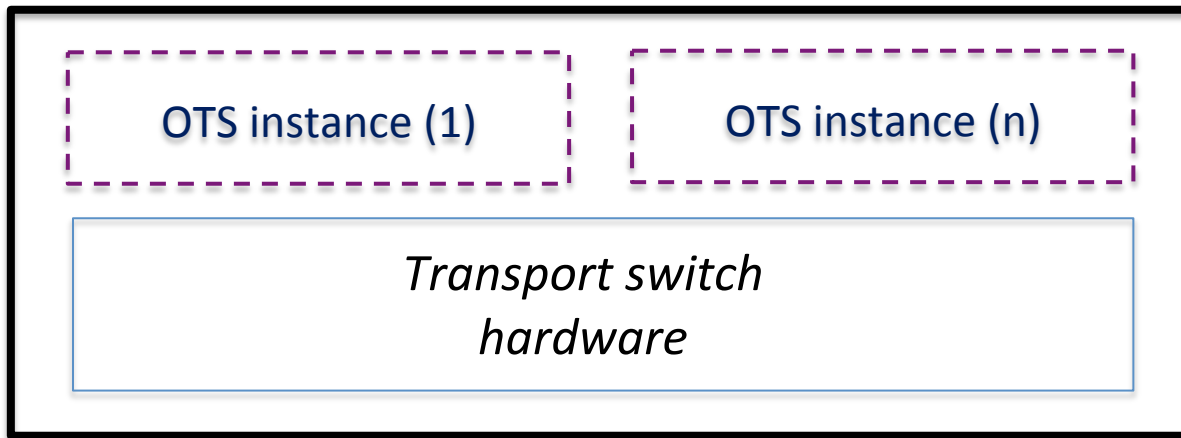 OTS instance (1)
OTS instance (n)
Transport switch
hardware